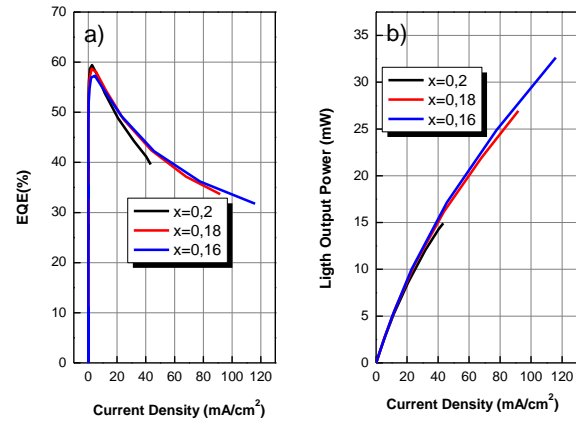 a)
70
60
50
40
30
20
10
0
EQE(%)
x=0,2
x=0,18
x=0,16
0 20 40 60 80 100 120
Current Density (mA/cm²)
b)
35
30
25
20
15
10
5
0
Ligth Output Power (mW)
x=0,2
x=0,18
x=0,16
0 20 40 60 80 100 120
Current Density (mA/cm²)